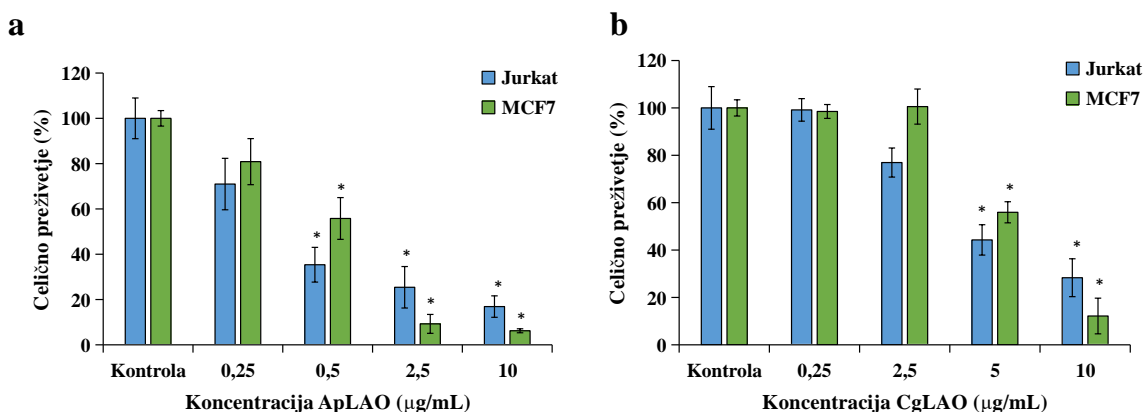 a
Celično preživetje (%)
120
100
80
60
40
20
0
Jurkat
MCF7
*
*
*
*
*
*
Kontrola 0,25 0,5 2,5 10
Koncentracija ApLAO (µg/mL)
b
Celično preživetje (%)
120
100
80
60
40
20
0
Jurkat
MCF7
*
*
*
*
Kontrola 0,25 2,5 5 10
Koncentracija CgLAO (µg/mL)